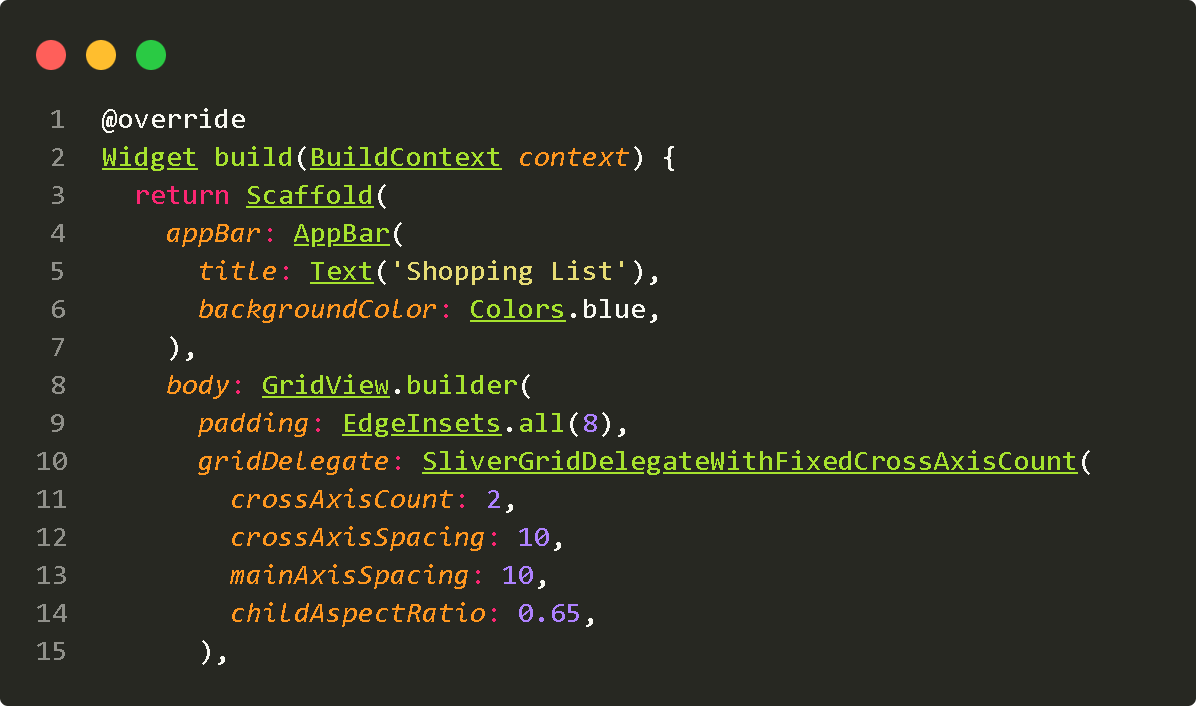 1 @override
2 Widget build(BuildContext context) {
3   return Scaffold(
4     appBar: AppBar(
5       title: Text('Shopping List'),
6       backgroundColor: Colors.blue,
7     ),
8     body: GridView.builder(
9       padding: EdgeInsets.all(8),
10       gridDelegate: SliverGridDelegateWithFixedCrossAxisCount(
11         crossAxisCount: 2,
12         crossAxisSpacing: 10,
13         mainAxisSpacing: 10,
14         childAspectRatio: 0.65,
15       ),